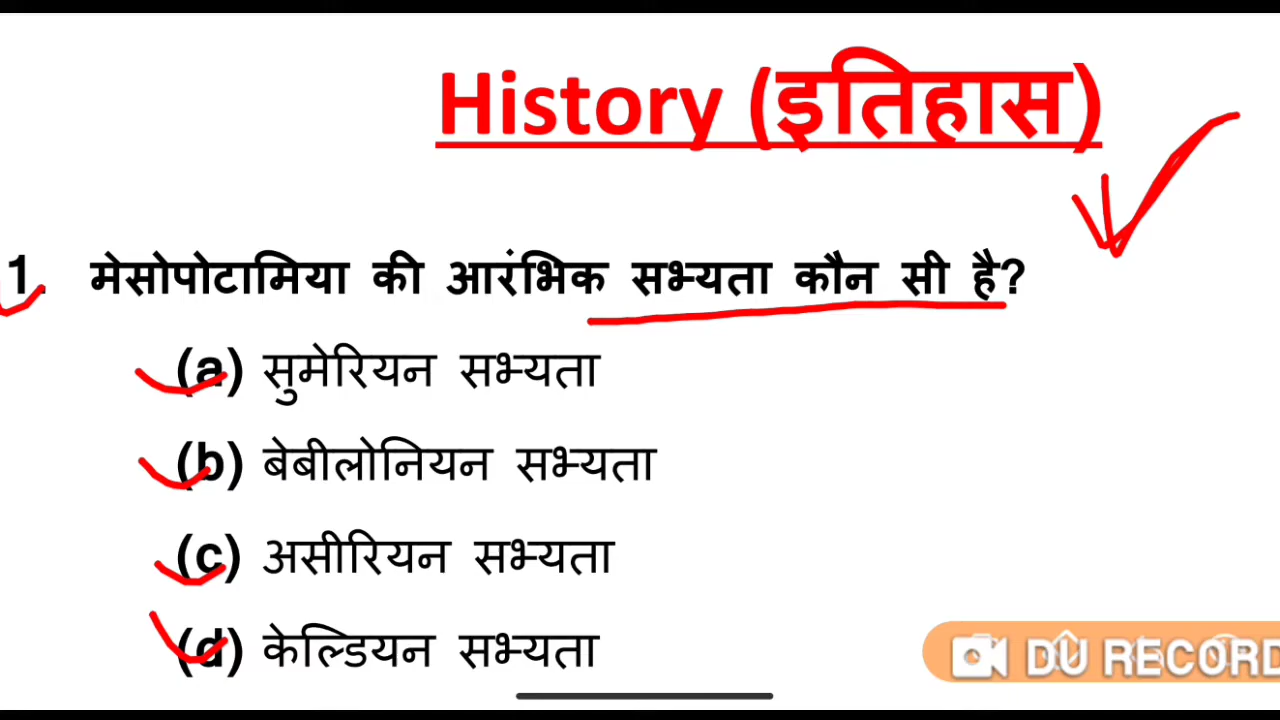 History (इतिहास)
1. मेसोपोटामिया की आरंभिक सभ्यता कौन सी है?
(a) सुमेरियन सभ्यता
(b) बेबीलोनियन सभ्यता
(c) असीरियन सभ्यता
(d) केल्डियन सभ्यता
DU RECORD